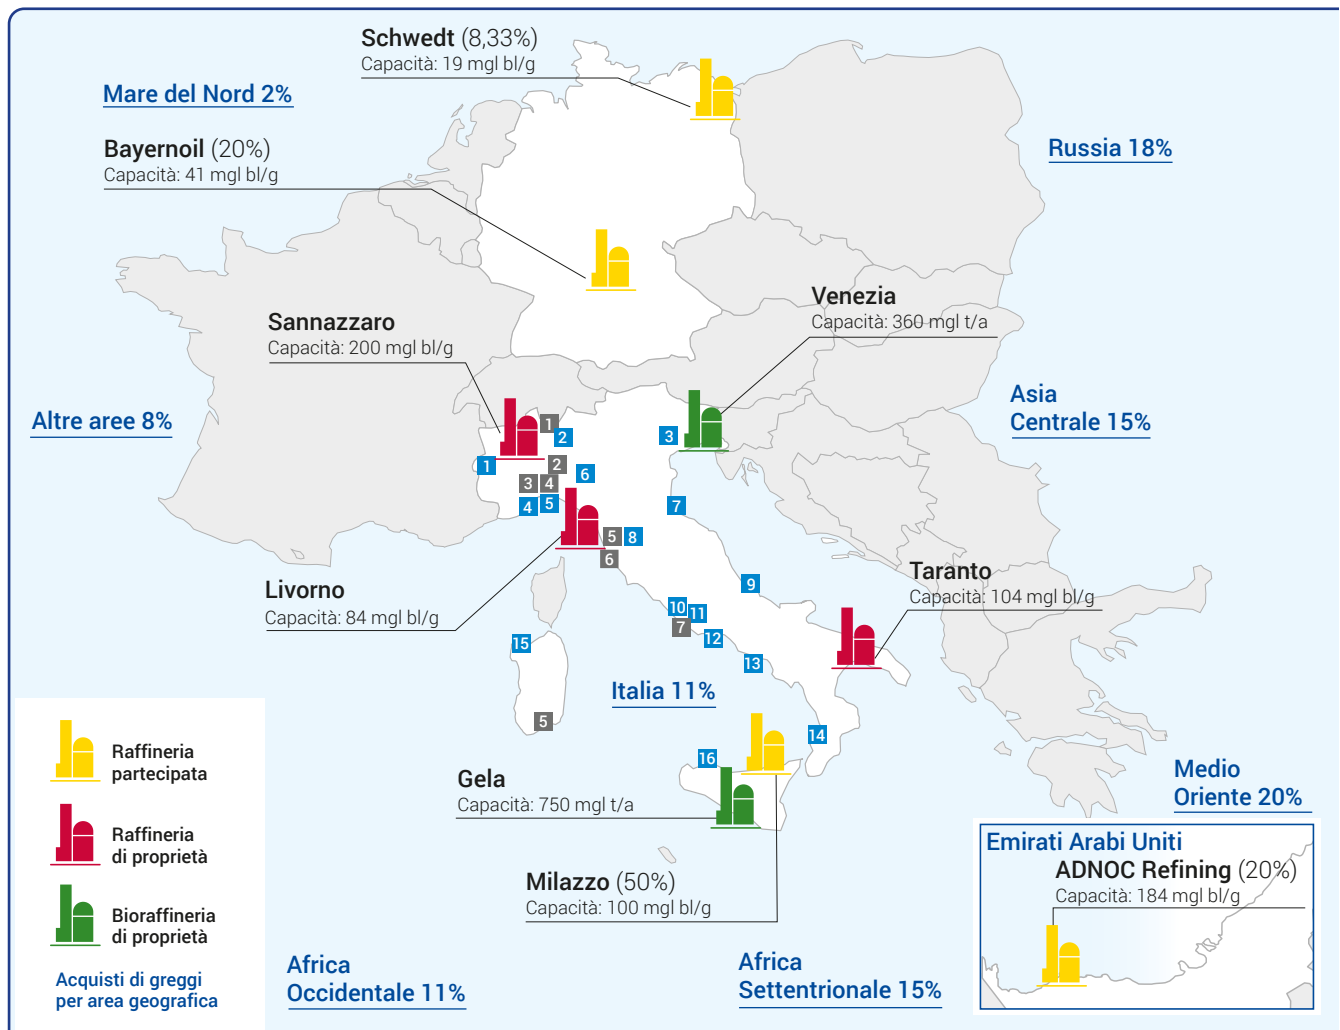 Schwedt (8,33%)
Capacità: 19 mgl bl/g
Mare del Nord 2%
Bayernoil (20%)
Capacità: 41 mgl bl/g
Russia 18%
Venezia
Capacità: 360 mgl t/a
Sannazzaro
Capacità: 200 mgl bl/g
Asia
Centrale 15%
Altre aree 8%
1
2
3
1
2
6
3
4
4
5
7
5
8
6
Livorno
Capacità: 84 mgl bl/g
9
Taranto
Capacità: 104 mgl bl/g
10
11
7
12
13
15
Italia 11%
5
14
16
Raffineria
partecipata
Raffineria
di proprietà
Bioraffineria
di proprietà
Acquisti di greggi
per area geografica
Gela
Capacità: 750 mgl t/a
Milazzo (50%)
Capacità: 100 mgl bl/g
Medio
Oriente 20%
Emirati Arabi Uniti
ADNOC Refining (20%)
Capacità: 184 mgl bl/g
Africa
Occidentale 11%
Africa
Settentrionale 15%